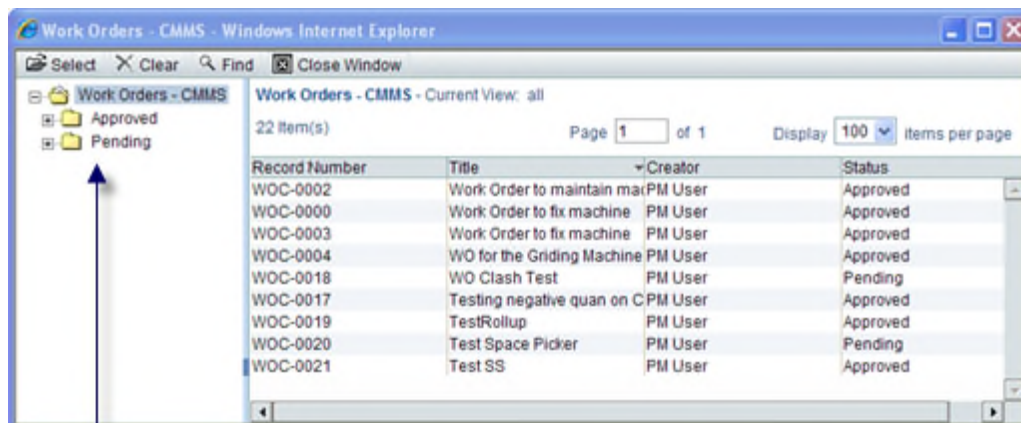 Work Orders - CMMS - Windows Internet Explorer
Select Clear Find Close Window
Work Orders - CMMS
Approved
Pending
Work Orders - CMMS - Current View: all
22 Item(s) Page 1 of 1 Display 100 items per page
Record Number Title Creator Status
WOC-0002 Work Order to maintain mac PM User Approved
WOC-0000 Work Order to fix machine PM User Approved
WOC-0003 Work Order to fix machine PM User Approved
WOC-0004 WO for the Griding Machine PM User Approved
WOC-0018 WO Clash Test PM User Pending
WOC-0017 Testing negative quan on C PM User Approved
WOC-0019 TestRollup PM User Approved
WOC-0020 Test Space Picker PM User Pending
WOC-0021 Test SS PM User Approved